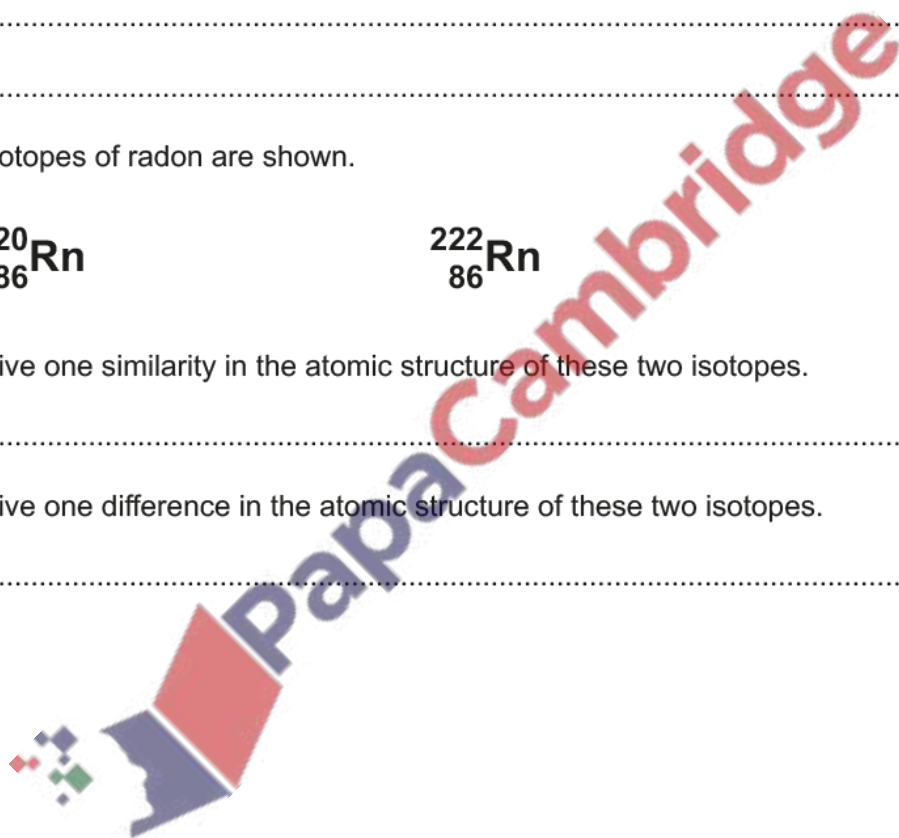 otopes of radon are shown.
20
86Rn 222
86Rn
ive one similarity in the atomic structure of these two isotopes.
ive one difference in the atomic structure of these two isotopes.
PapaCambridge